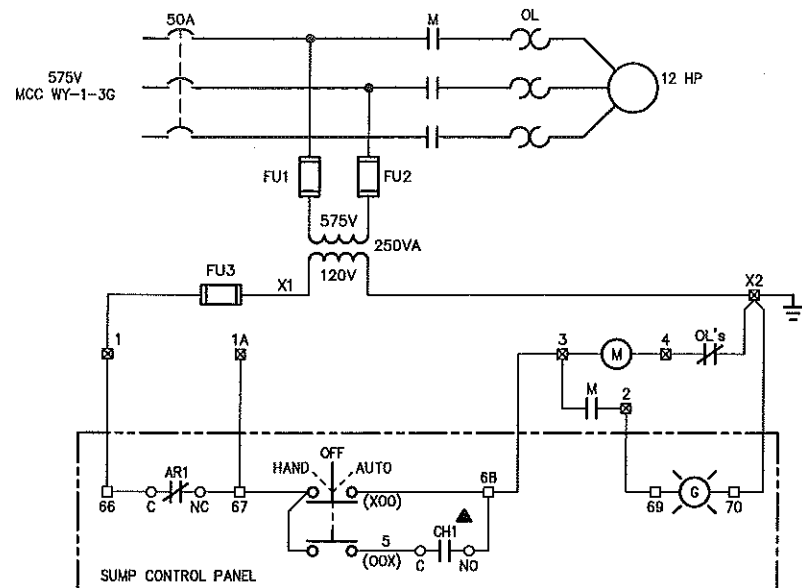 50A
M
OL
575V
MCC WY-1-3G
12 HP
FU1
FU2
575V
250VA
120V
FU3
X1
X2
1
1A
3
M
4
OL's
M
2
OFF
HAND
AUTO
AR1
66
C
NC
67
(XOO)
68
69
G
70
5
(OOX)
CH1
C
NO
SUMP CONTROL PANEL